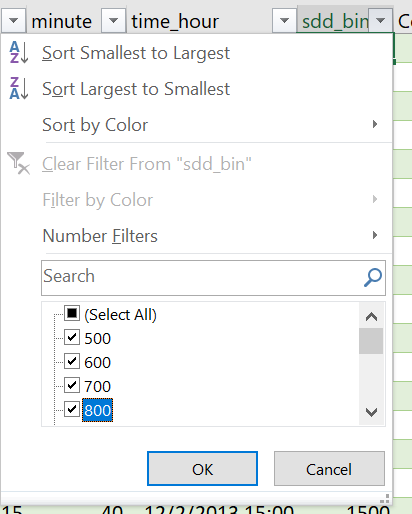 minute time_hour sdd_bin C
Sort Smallest to Largest
Sort Largest to Smallest
Sort by Color
Clear Filter From "sdd_bin"
Filter by Color
Number Filters
Search
(Select All)
500
600
700
800
OK Cancel
15 40 12/2/2013 15:00 1500